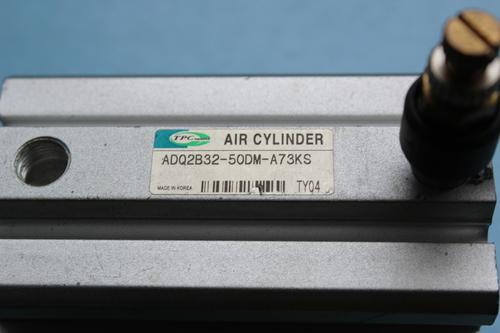 TPC AIR CYLINDER
ADQ2B32-50DM-A73KS
MADE IN KOREA TY04